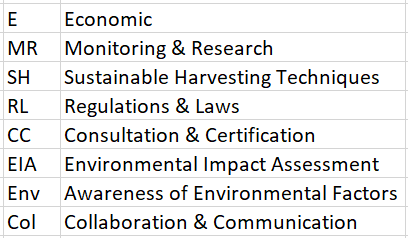 E Economic
MR Monitoring & Research
SH Sustainable Harvesting Techniques
RL Regulations & Laws
CC Consultation & Certification
EIA Environmental Impact Assessment
Env Awareness of Environmental Factors
Col Collaboration & Communication